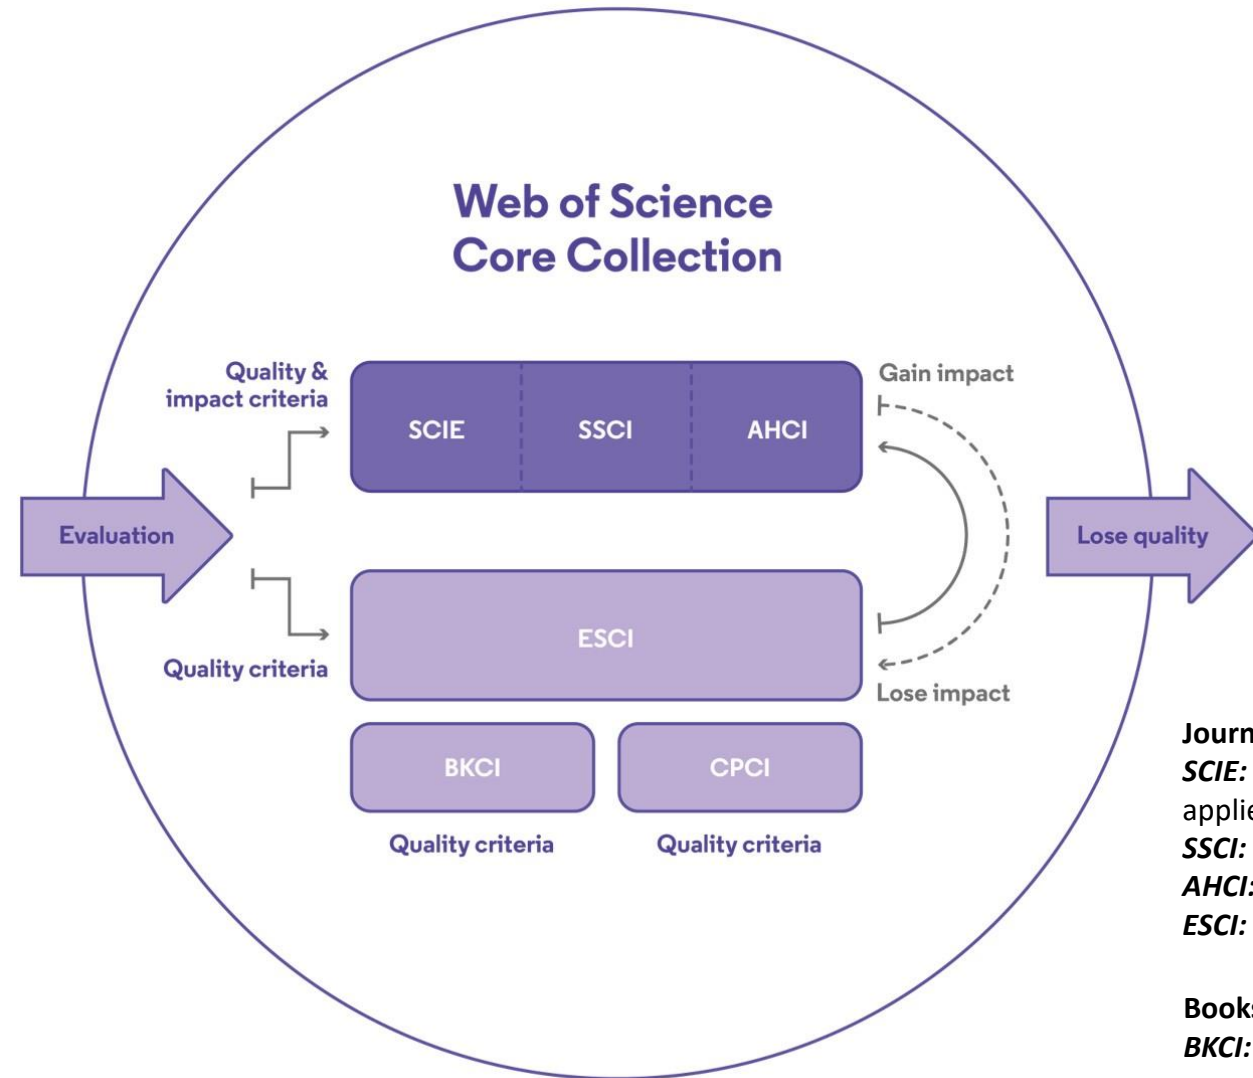 Web of Science
Core Collection
Quality &
impact criteria
SCIE
SSCI
AHCI
Gain impact
Evaluation
Lose quality
ESCI
Quality criteria
Lose impact
BKCI
CPCI
Quality criteria
Quality criteria
SCIE:
SSCI:
AHCI:
ESCI:
Books
BKCI: